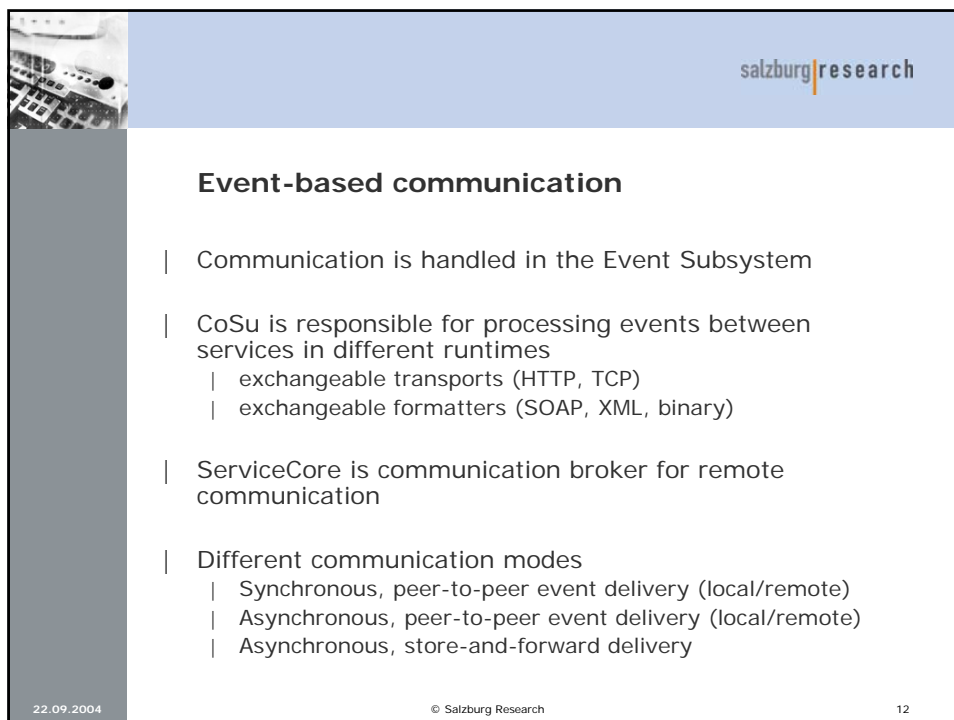 salzburg|research
Event-based communication
| Communication is handled in the Event Subsystem
| CoSu is responsible for processing events between
services in different runtimes
| exchangeable transports (HTTP, TCP)
| exchangeable formatters (SOAP, XML, binary)
| ServiceCore is communication broker for remote
communication
| Different communication modes
| Synchronous, peer-to-peer event delivery (local/remote)
| Asynchronous, peer-to-peer event delivery (local/remote)
| Asynchronous, store-and-forward delivery
22.09.2004 © Salzburg Research 12